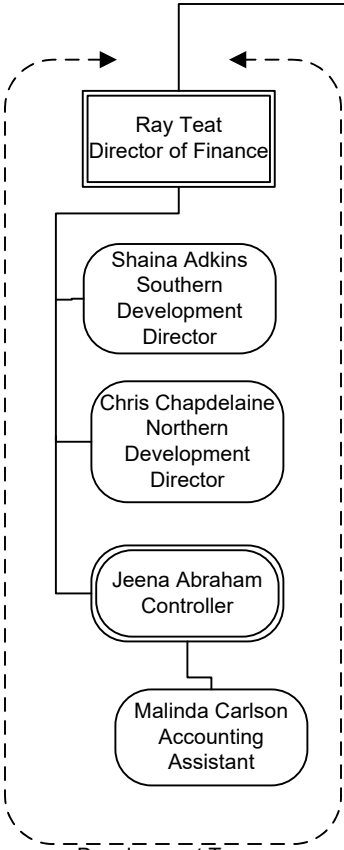 Ray Teat
Director of Finance
Shaina Adkins
Southern
Development
Director
Chris Chapdelaine
Northern
Development
Director
Jeena Abraham
Controller
Malinda Carlson
Accounting
Assistant